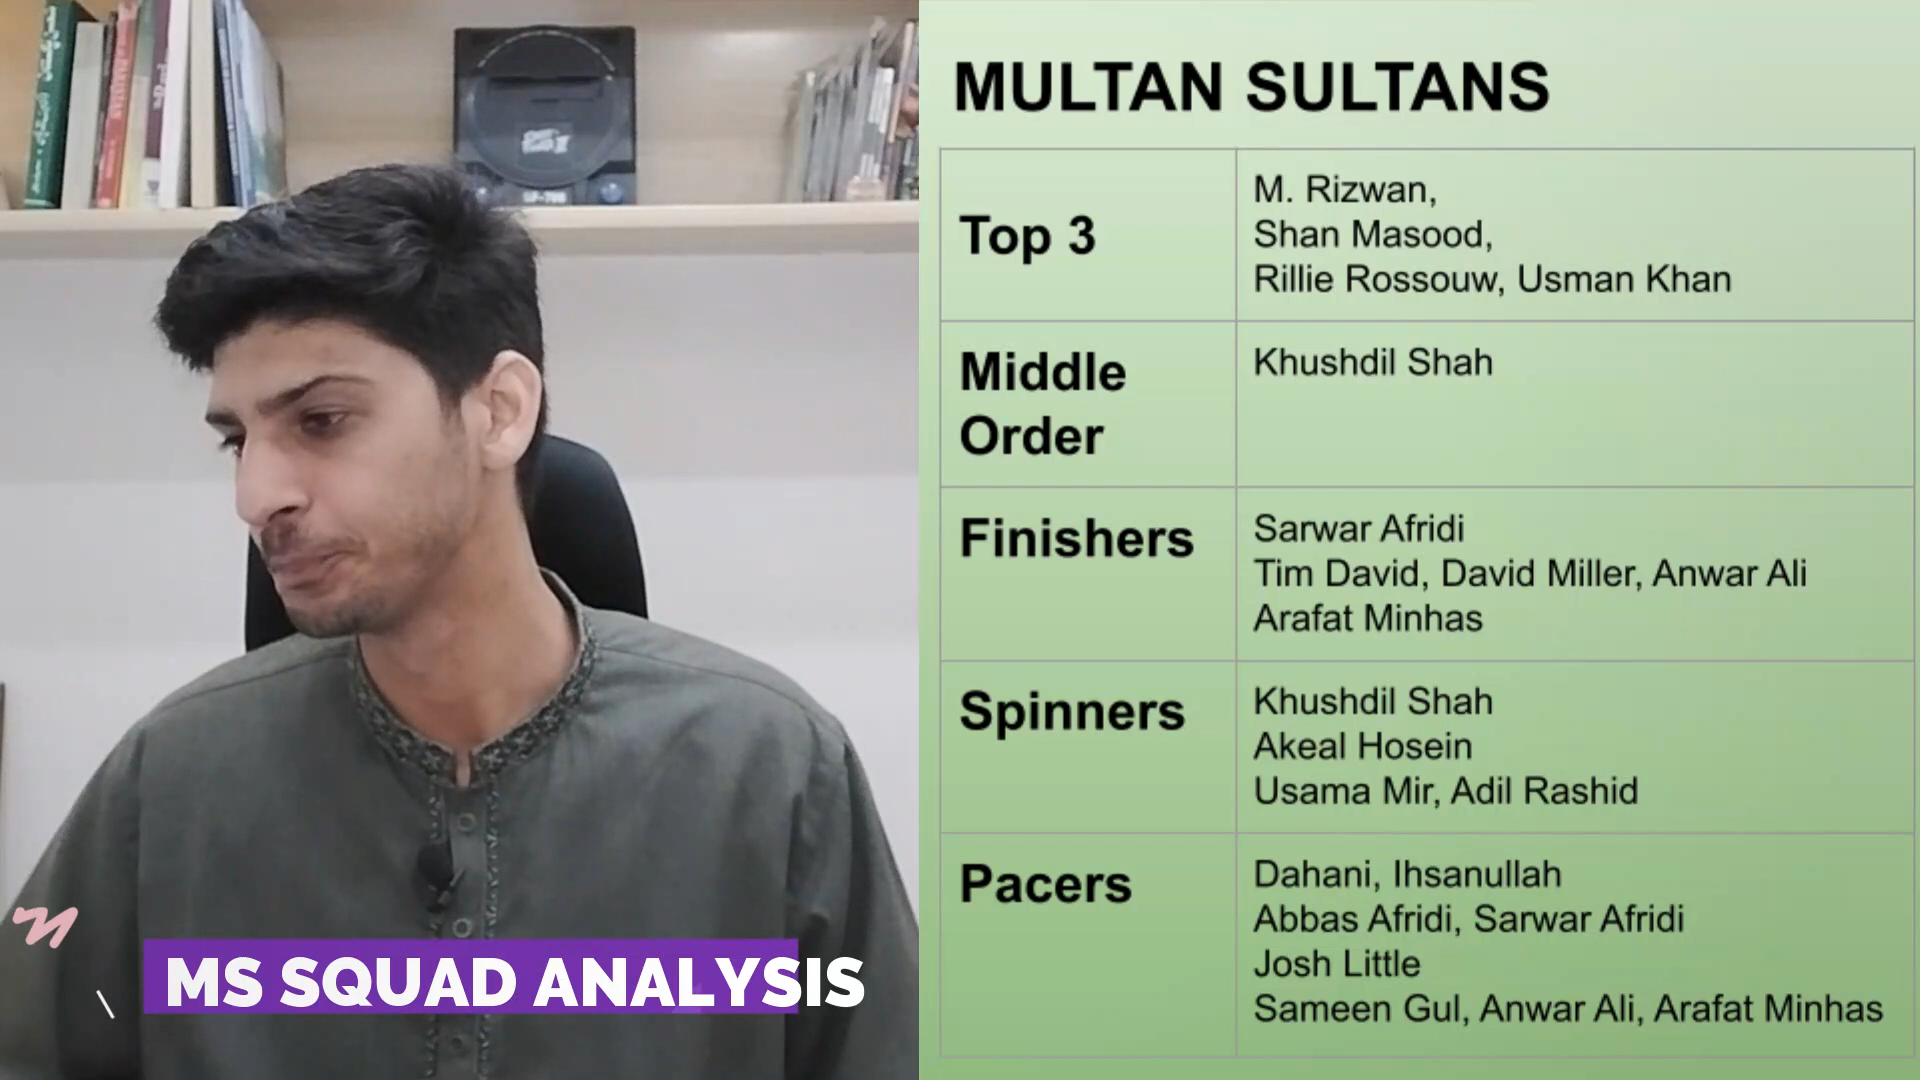 MULTAN SULTANS
Top 3
M. Rizwan,
Shan Masood,
Rillie Rossouw, Usman Khan
Middle
Order
Khushdil Shah
Finishers
Sarwar Afridi
Tim David, David Miller, Anwar Ali
Arafat Minhas
Spinners
Khushdil Shah
Akeal Hosein
Usama Mir, Adil Rashid
Pacers
Dahani, Ihsanullah
Abbas Afridi, Sarwar Afridi
Josh Little
Sameen Gul, Anwar Ali, Arafat Minhas
MS SQUAD ANALYSIS